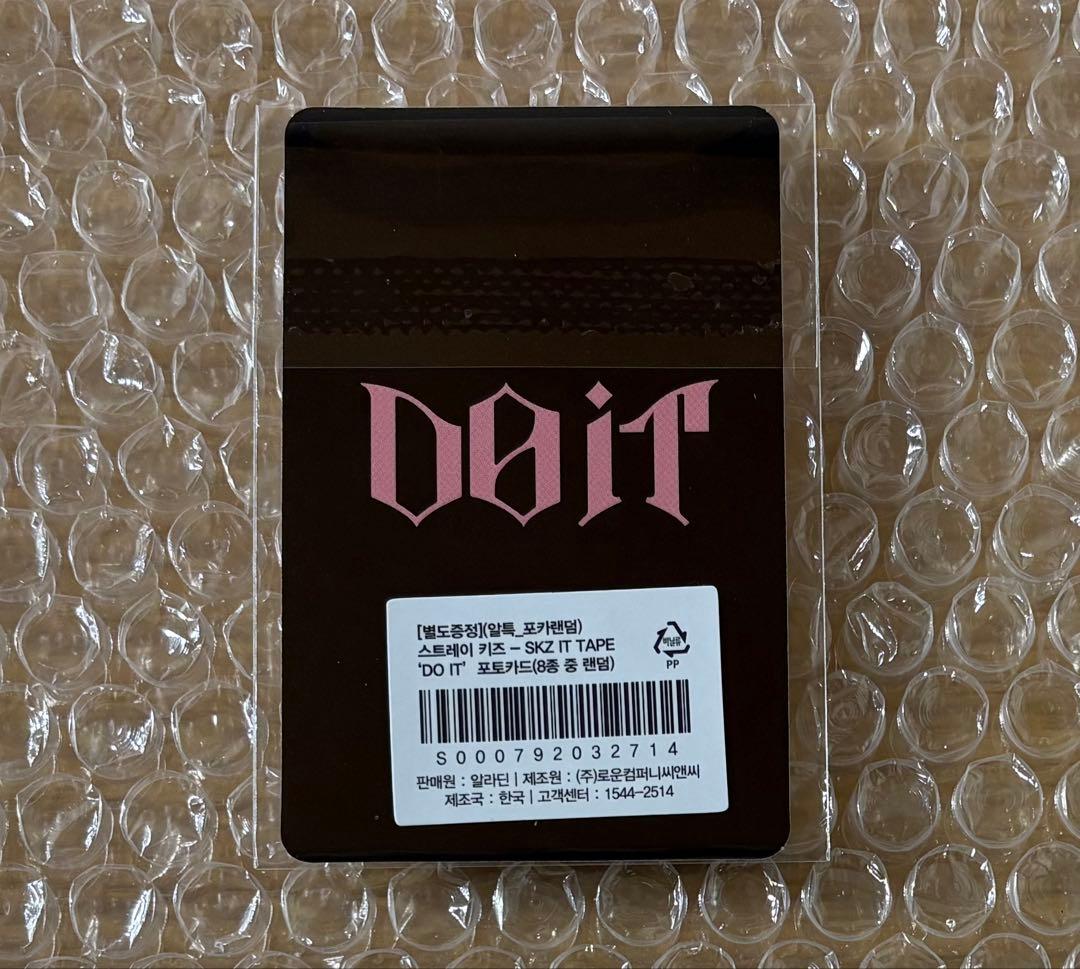 DO iT
[별도증정](알특_포카랜덤)
스트레이 키즈 – SKZ IT TAPE
'DO IT' 포토카드(8종 중 랜덤)
비닐류
PP
S000792032714
판매원 : 알라딘 | 제조원 : (주)로운컴퍼니씨앤씨
제조국 : 한국 | 고객센터 : 1544-2514